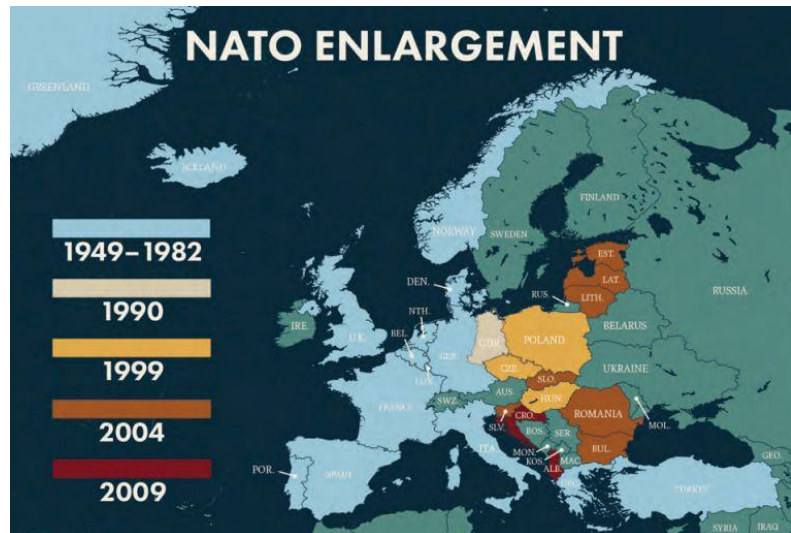 NATO ENLARGEMENT
GREENLAND
ICELAND
FINLAND
NORWAY
SWEDEN
1949–1982
EST.
DEN.
LAT.
RUSSIA
LITH.
RUS.
1990
NTH.
IRE.
BELARUS
U.K.
BEL.
POLAND
GER.
GDR
1999
UKRAINE
LUX.
CZE.
SLO.
AUS.
HUN.
FRANCE
SWZ.
ROMANIA
2004
CRO.
MOL.
SLV.
BOS.
SER.
BUL.
ITA.
MON.
KOS.
MAC.
GEO.
ALB.
POR.
SPAIN
TURKEY
2009
SYRIA
IRAQ